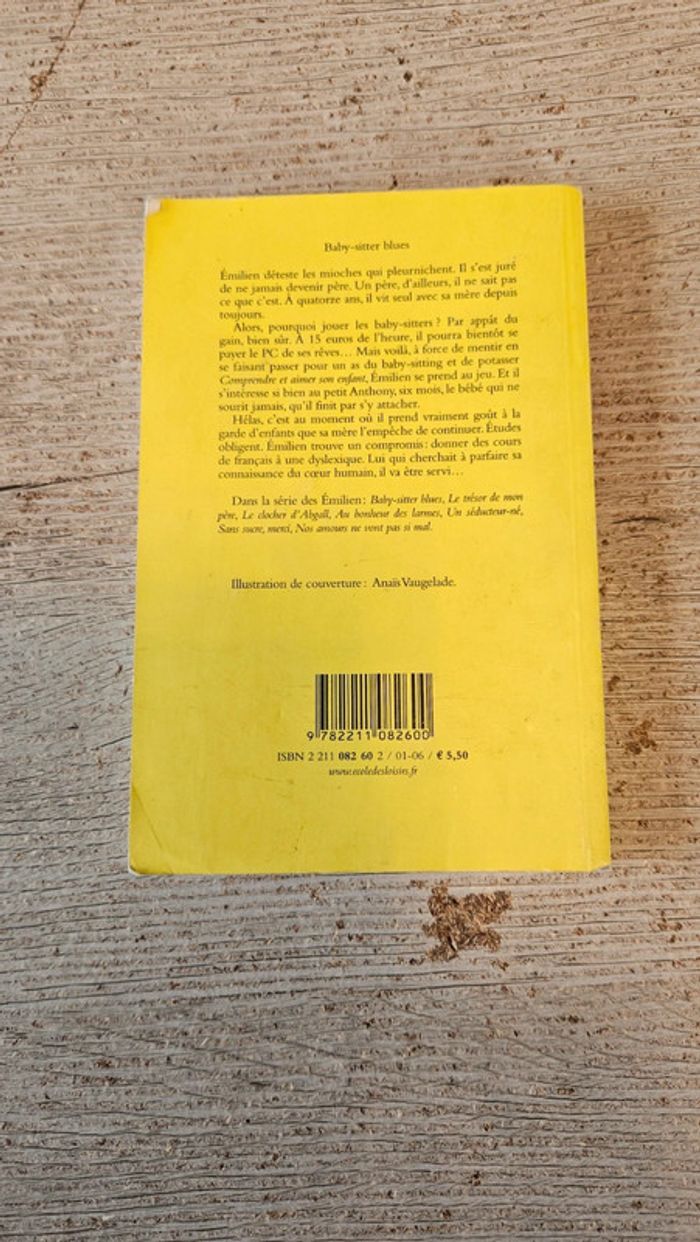 Baby-sitter blues
Émilien déteste les mioches qui pleurnichent. Il s'est juré
de ne jamais devenir père. Un père, d'ailleurs, il ne sait pas
ce que c'est. À quatorze ans, il vit seul avec sa mère depuis
toujours.
Alors, pourquoi jouer les baby-sitters ? Par appât du
gain, bien sûr. À 15 euros de l'heure, il pourra bientôt se
payer le PC de ses rêves... Mais voilà, à force de mentir en
se faisant passer pour un as du baby-sitting et de potasser
Comprendre et aimer son enfant, Émilien se prend au jeu. Et il
s'intéresse si bien au petit Anthony, six mois, le bébé qui ne
sourit jamais, qu'il finit par s'y attacher.
Hélas, c'est au moment où il prend vraiment goût à la
garde d'enfants que sa mère l'empêche de continuer. Études
obligent. Émilien trouve un compromis : donner des cours
de français à une dyslexique. Lui qui cherchait à parfaire sa
connaissance du cœur humain, il va être servi...
Dans la série des Émilien : Baby-sitter blues, Le trésor de mon
père, Le clocher d'Abgall, Au bonheur des larmes, Un séducteur-né,
Sans sucre, merci, Nos amours ne vont pas si mal.
Illustration de couverture : Anaïs Vaugelade.
9 782211 082600
ISBN 2 211 082 60 2 / 01-06 / € 5,50
www.ecoledesloisirs.fr